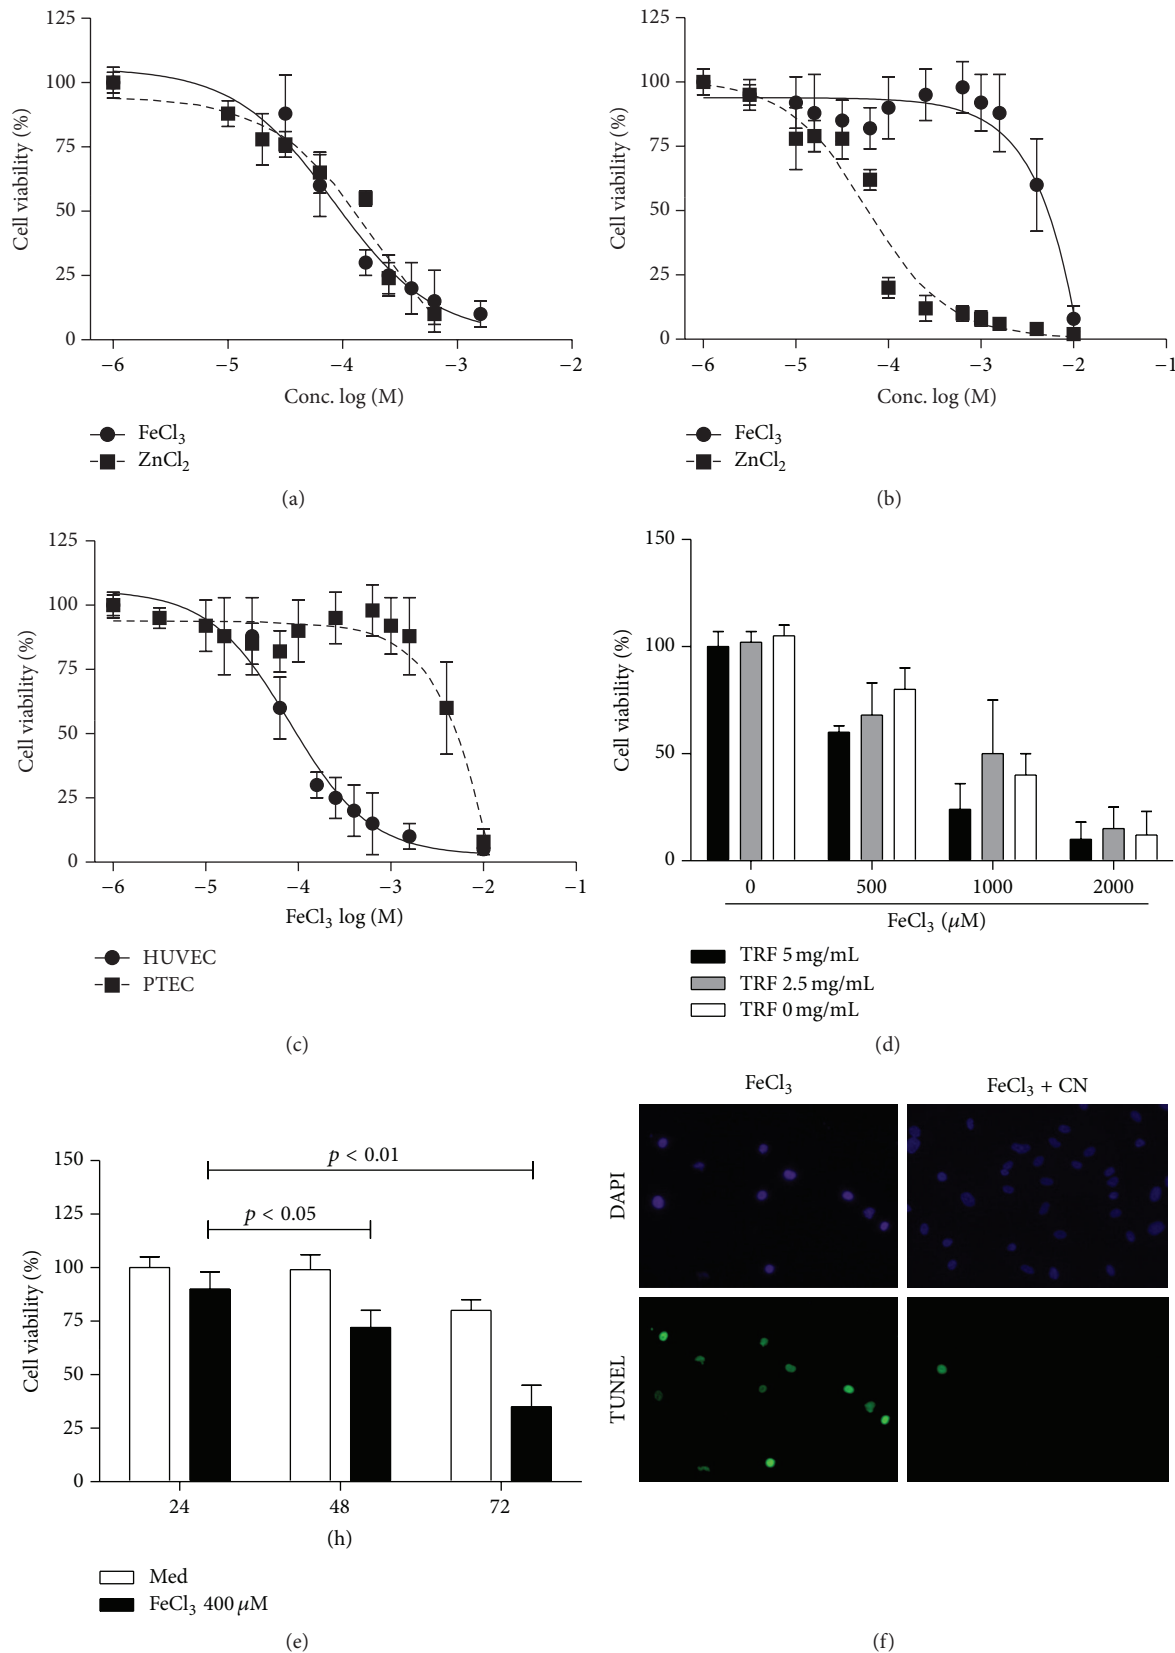 125
100
75
50
25
0
Cell viability (%)
−6 −5 −4 −3 −2
Conc. log (M)
FeCl₃
ZnCl₂
(a)
125
100
75
50
25
0
Cell viability (%)
−6 −5 −4 −3 −2 −1
Conc. log (M)
FeCl₃
ZnCl₂
(b)
125
100
75
50
25
0
Cell viability (%)
−6 −5 −4 −3 −2 −1
FeCl₃ log (M)
HUVEC
PTEC
(c)
150
100
50
0
Cell viability (%)
0 500 1000 2000
FeCl₃ (μM)
TRF 5 mg/mL
TRF 2.5 mg/mL
TRF 0 mg/mL
(d)
150
125
100
75
50
25
0
Cell viability (%)
p < 0.01
p < 0.05
24 48 72
(h)
Med
FeCl₃ 400 μM
(e)
FeCl₃ FeCl₃ + CN
DAPI
TUNEL
(f)